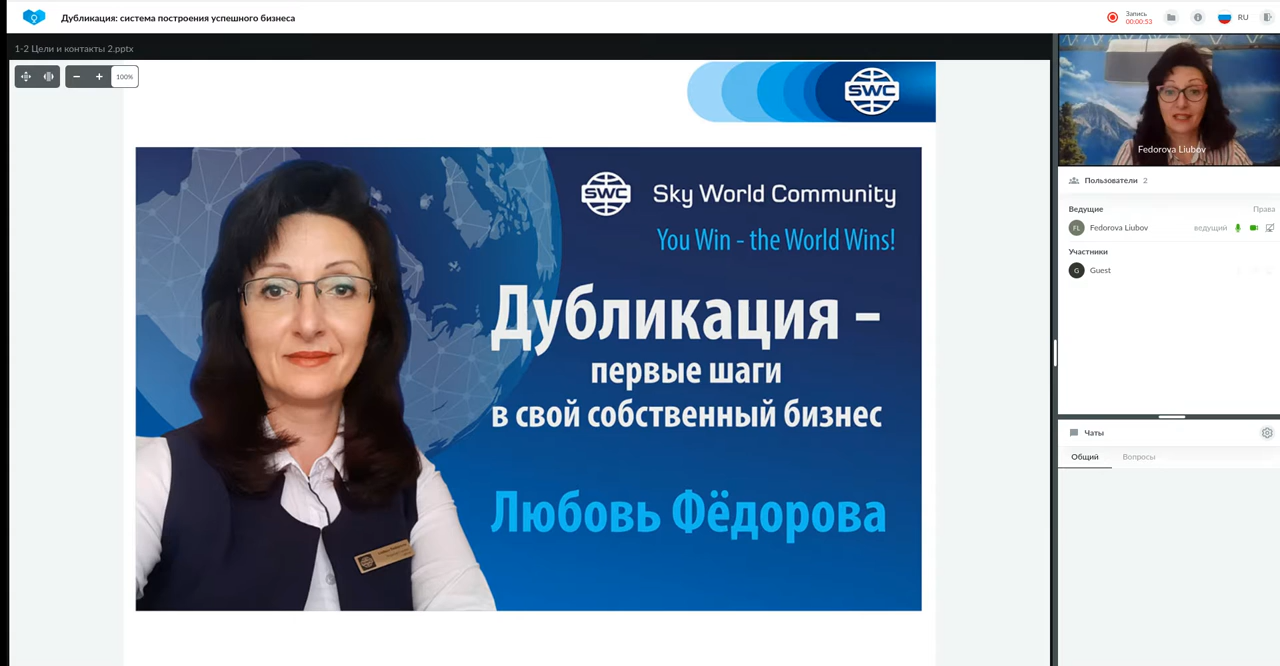 Дубликация: система построения успешного бизнеса
Запись
00:00:53
RU
1-2 Цели и контакты 2.pptx
100%
SWC
Fedorova Liubov
SWC
Sky World Community
You Win - the World Wins!
Дубликация –
первые шаги
в свой собственный бизнес
Любовь Фёдорова
Пользователи 2
Ведущие
Права
FL
Fedorova Liubov
ведущий
Участники
G
Guest
Чаты
Общий
Вопросы